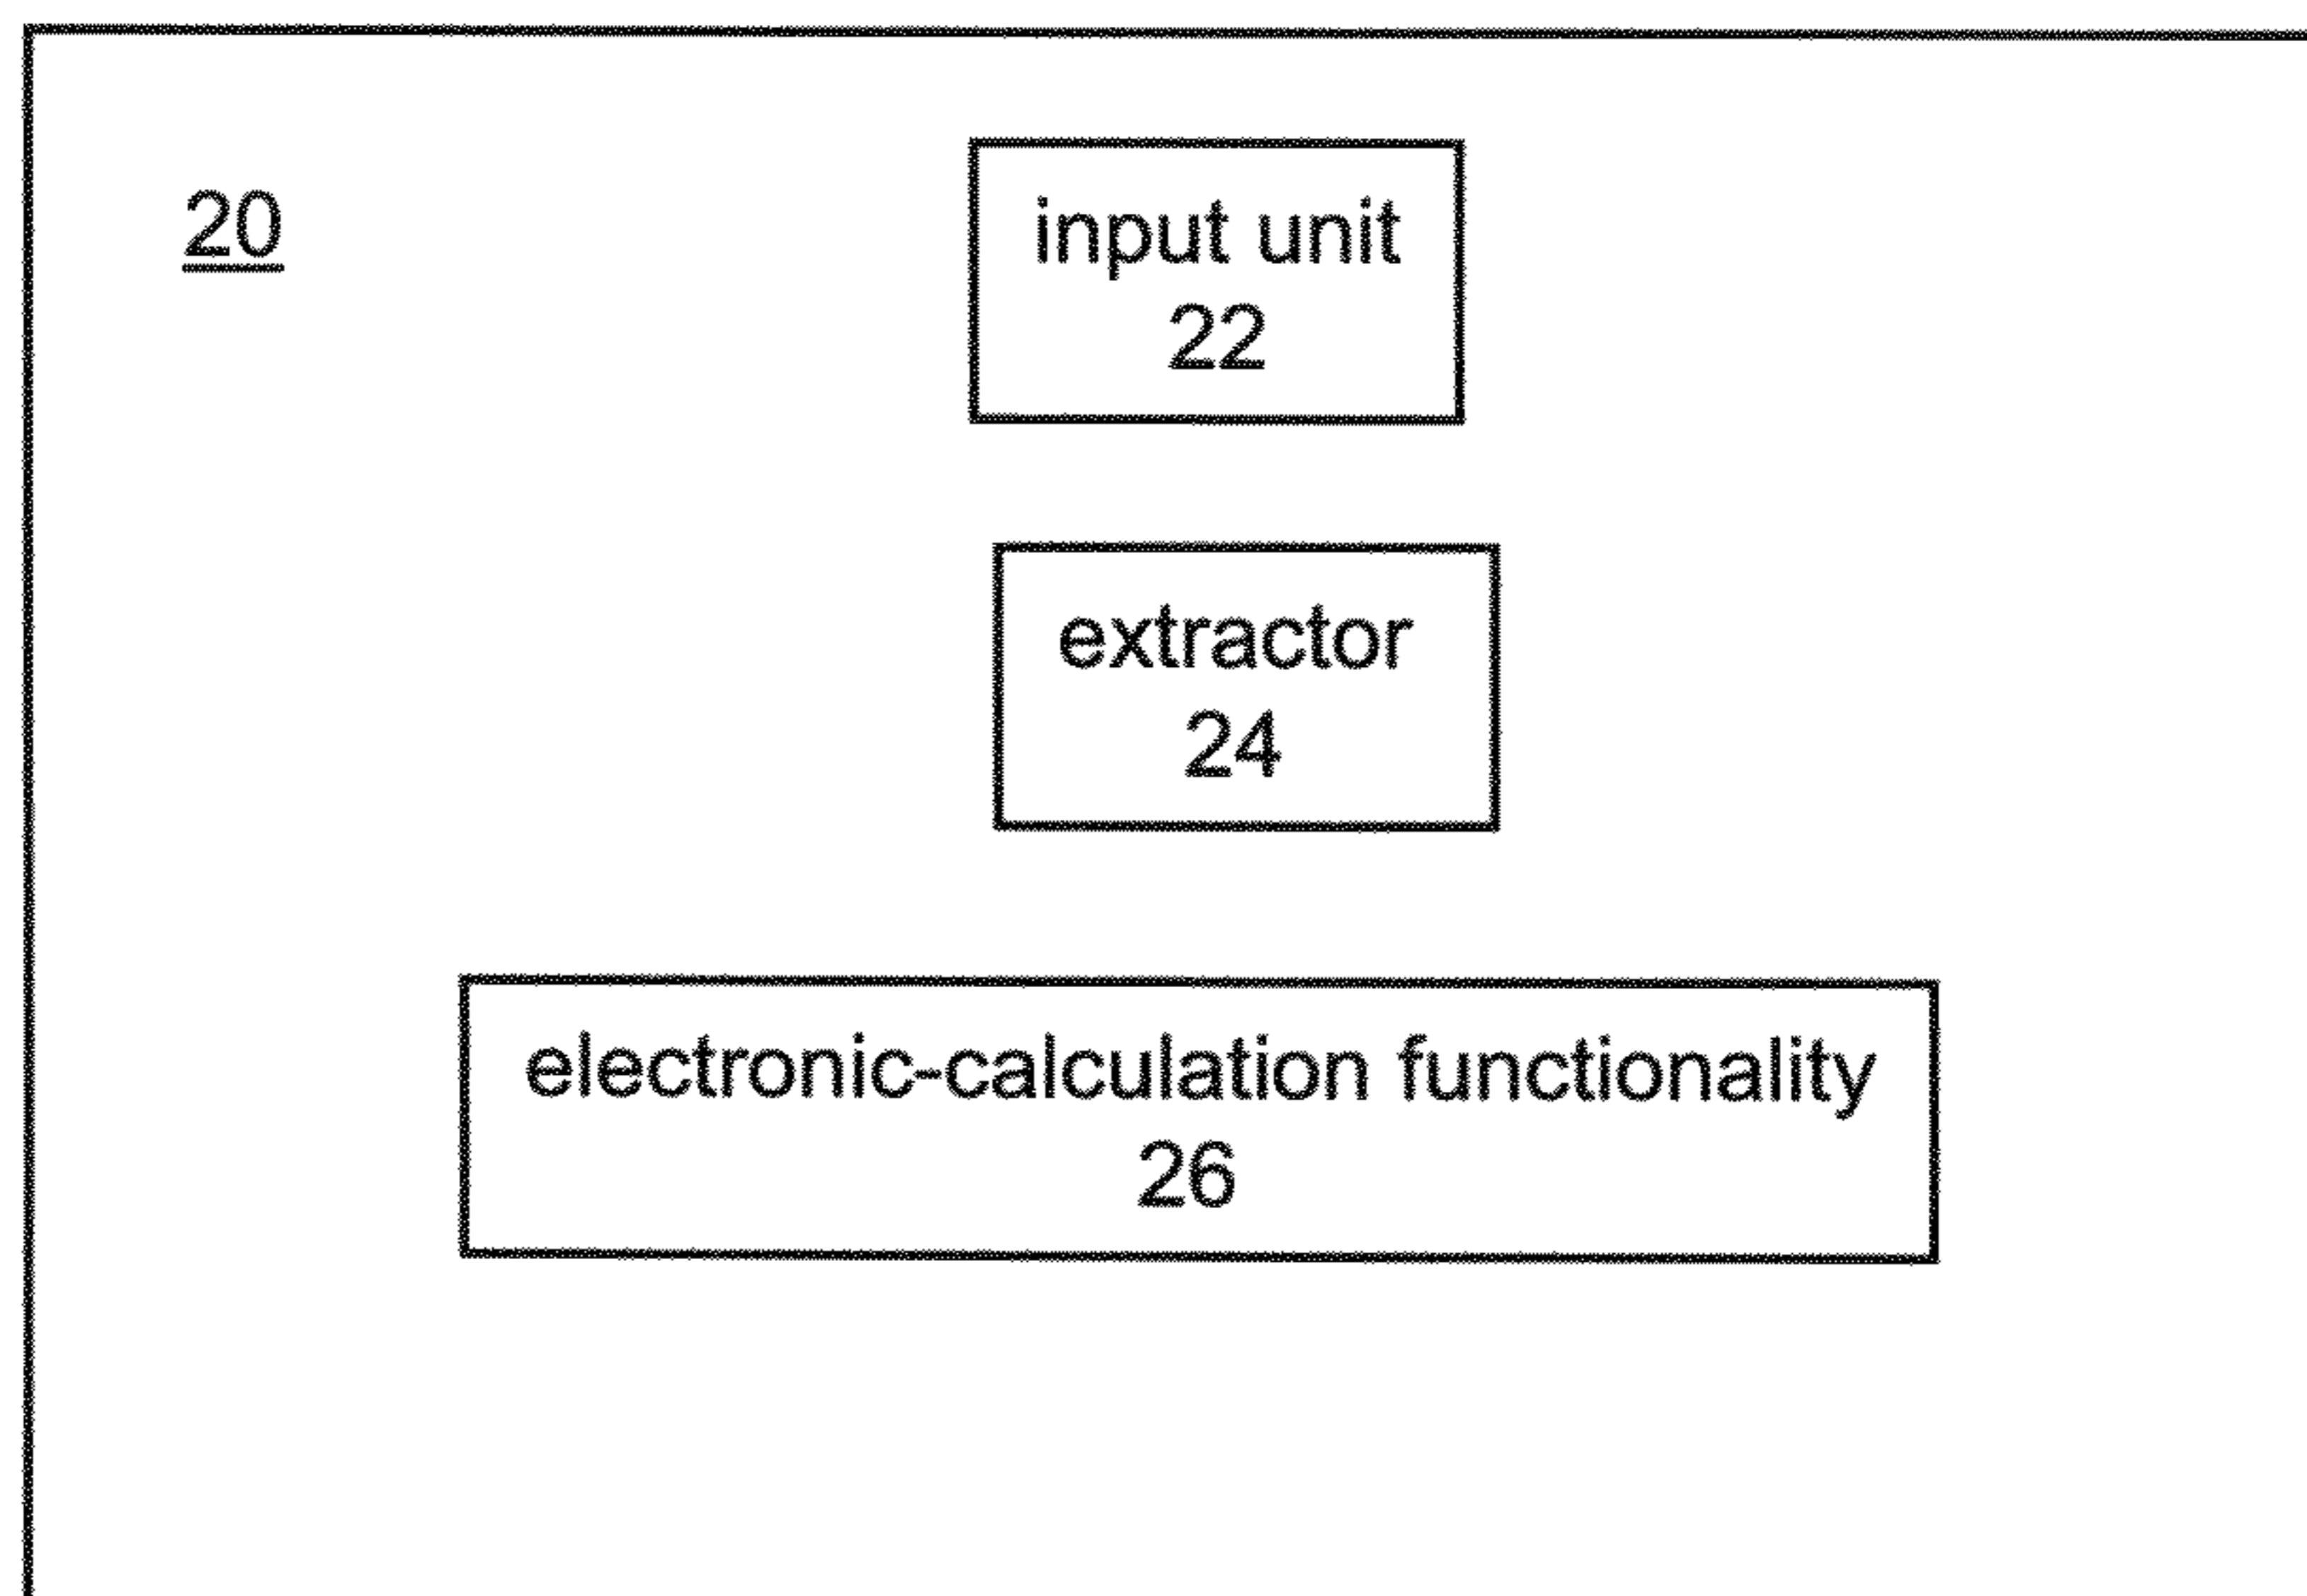 20
input unit
22
extractor
24
electronic-calculation functionality
26